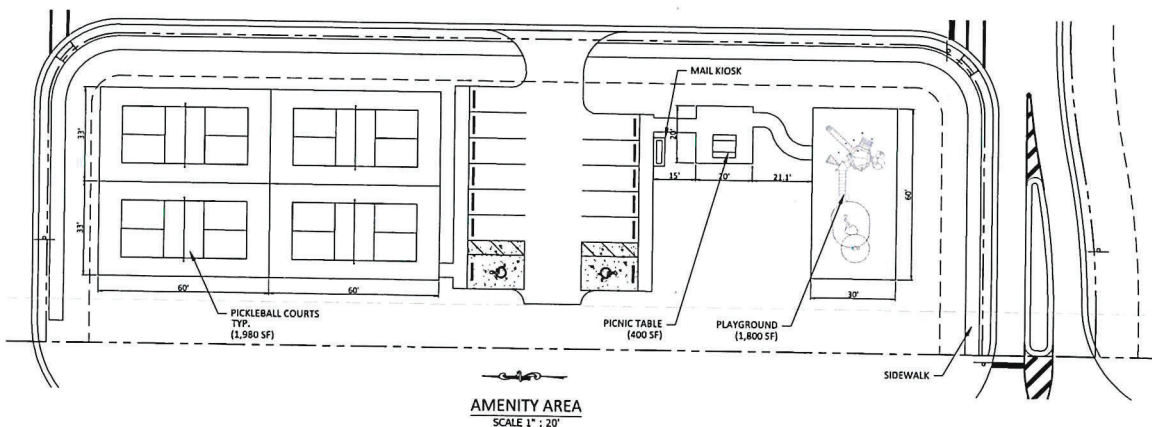 MAIL KIOSK
33'
33'
20'
15'
20'
21.1'
60'
60'
60'
30'
PICKLEBALL COURTS
TYP.
(1,980 SF)
PICNIC TABLE
(400 SF)
PLAYGROUND
(1,800 SF)
SIDEWALK
AMENITY AREA
SCALE 1" : 20'